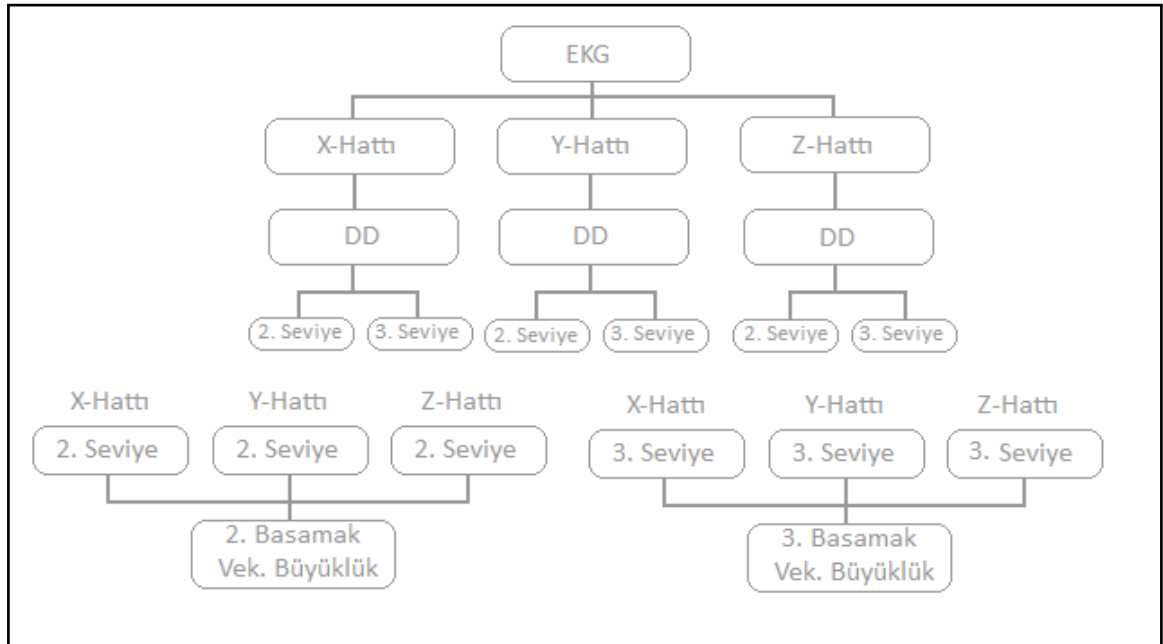 EKG
X-Hattı Y-Hattı Z-Hattı
DD DD DD
2. Seviye 3. Seviye 2. Seviye 3. Seviye 2. Seviye 3. Seviye
X-Hattı Y-Hattı Z-Hattı X-Hattı Y-Hattı Z-Hattı
2. Seviye 2. Seviye 2. Seviye 3. Seviye 3. Seviye 3. Seviye
2. Basamak
Vek. Büyüklük
3. Basamak
Vek. Büyüklük